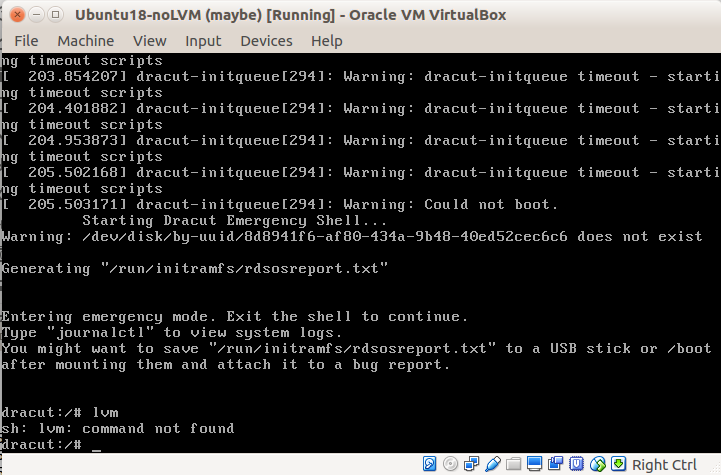 Ubuntu18-noLVM (maybe) [Running] - Oracle VM VirtualBox
File Machine View Input Devices Help
ng timeout scripts
[  203.854207] dracut-initqueue[294]: Warning: dracut-initqueue timeout - starti
ng timeout scripts
[  204.401882] dracut-initqueue[294]: Warning: dracut-initqueue timeout - starti
ng timeout scripts
[  204.953873] dracut-initqueue[294]: Warning: dracut-initqueue timeout - starti
ng timeout scripts
[  205.502168] dracut-initqueue[294]: Warning: dracut-initqueue timeout - starti
ng timeout scripts
[  205.503171] dracut-initqueue[294]: Warning: Could not boot.
Starting Dracut Emergency Shell...
Warning: /dev/disk/by-uuid/8d8941f6-af80-434a-9b48-40ed52cec6c6 does not exist
Generating "/run/initramfs/rdsosreport.txt"
Entering emergency mode. Exit the shell to continue.
Type "journalctl" to view system logs.
You might want to save "/run/initramfs/rdsosreport.txt" to a USB stick or /boot
after mounting them and attach it to a bug report.
dracut:/# lvm
sh: lvm: command not found
dracut:/# _
Right Ctrl